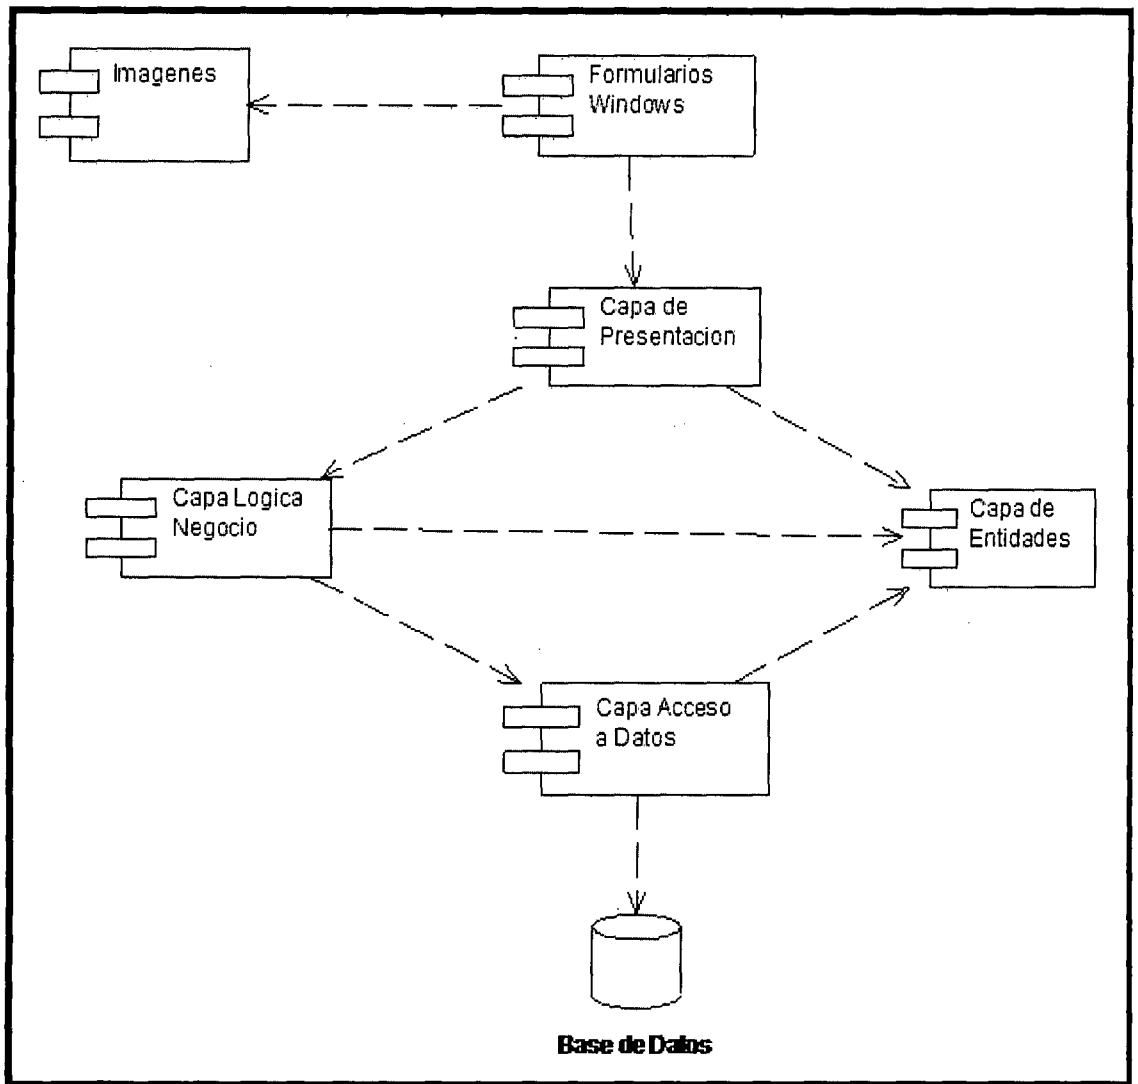 Imagenes
Formularios
Windows
Capa de
Presentacion
Capa Logica
Negocio
Capa de
Entidades
Capa Acceso
a Datos
Base de Datos